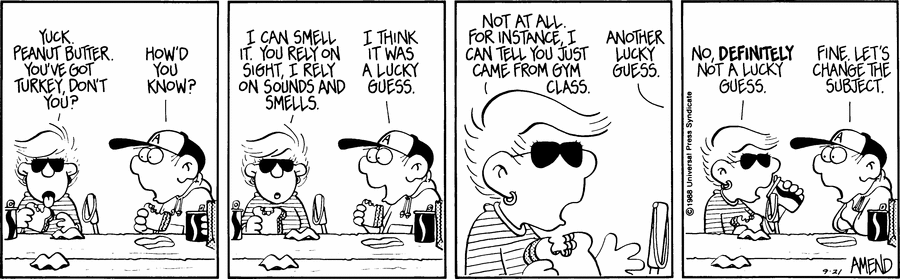 YUCK.
PEANUT BUTTER.
YOU'VE GOT
TURKEY, DON'T
YOU?
HOW'D
YOU
KNOW?
A
I CAN SMELL
IT. YOU RELY ON
SIGHT, I RELY
ON SOUNDS AND
SMELLS.
I THINK
IT WAS
A LUCKY
GUESS.
A
NOT AT ALL.
FOR INSTANCE, I
CAN TELL YOU JUST
CAME FROM GYM
CLASS.
ANOTHER
LUCKY
GUESS.
NO, DEFINITELY
NOT A LUCKY
GUESS.
FINE. LET'S
CHANGE THE
SUBJECT.
A
© 1988 Universal Press Syndicate
9-21
AMEND